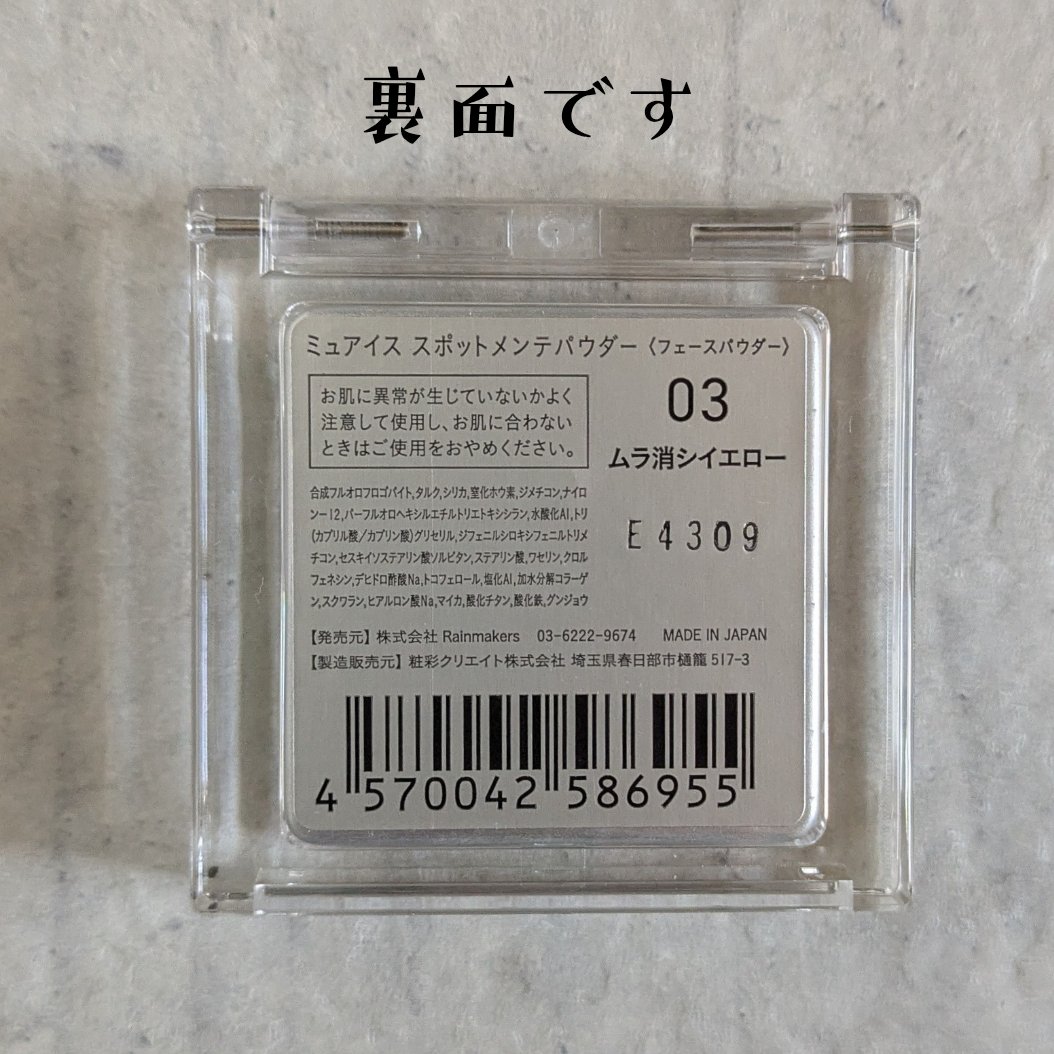 裏面です
ミュアイス スポットメンテパウダー 〈フェースパウダー〉
お肌に異常が生じていないかよく
注意して使用し、お肌に合わない
ときはご使用をおやめください。
03
ムラ消シイエロー
E4309
合成フルオロフロゴパイト,タルク,シリカ,窒化ホウ素,ジメチコン,ナイロ
ン-12,パーフルオロヘキシルエチルトリエトキシシラン,水酸化Al,トリ
(カプリル酸/カプリン酸)グリセリル,ジフェニルシロキシフェニルトリメ
チコン,セスキイソステアリン酸ソルビタン,ステアリン酸,ワセリン,クロル
フェネシン,デヒドロ酢酸Na,トコフェロール,塩化Al,加水分解コラーゲ
ン,スクワラン,ヒアルロン酸Na,マイカ,酸化チタン,酸化鉄,グンジョウ
【発売元】株式会社 Rainmakers 03-6222-9674 MADE IN JAPAN
【製造販売元】粧彩クリエイト株式会社 埼玉県春日部市樋籠 517-3
4 570042 586955